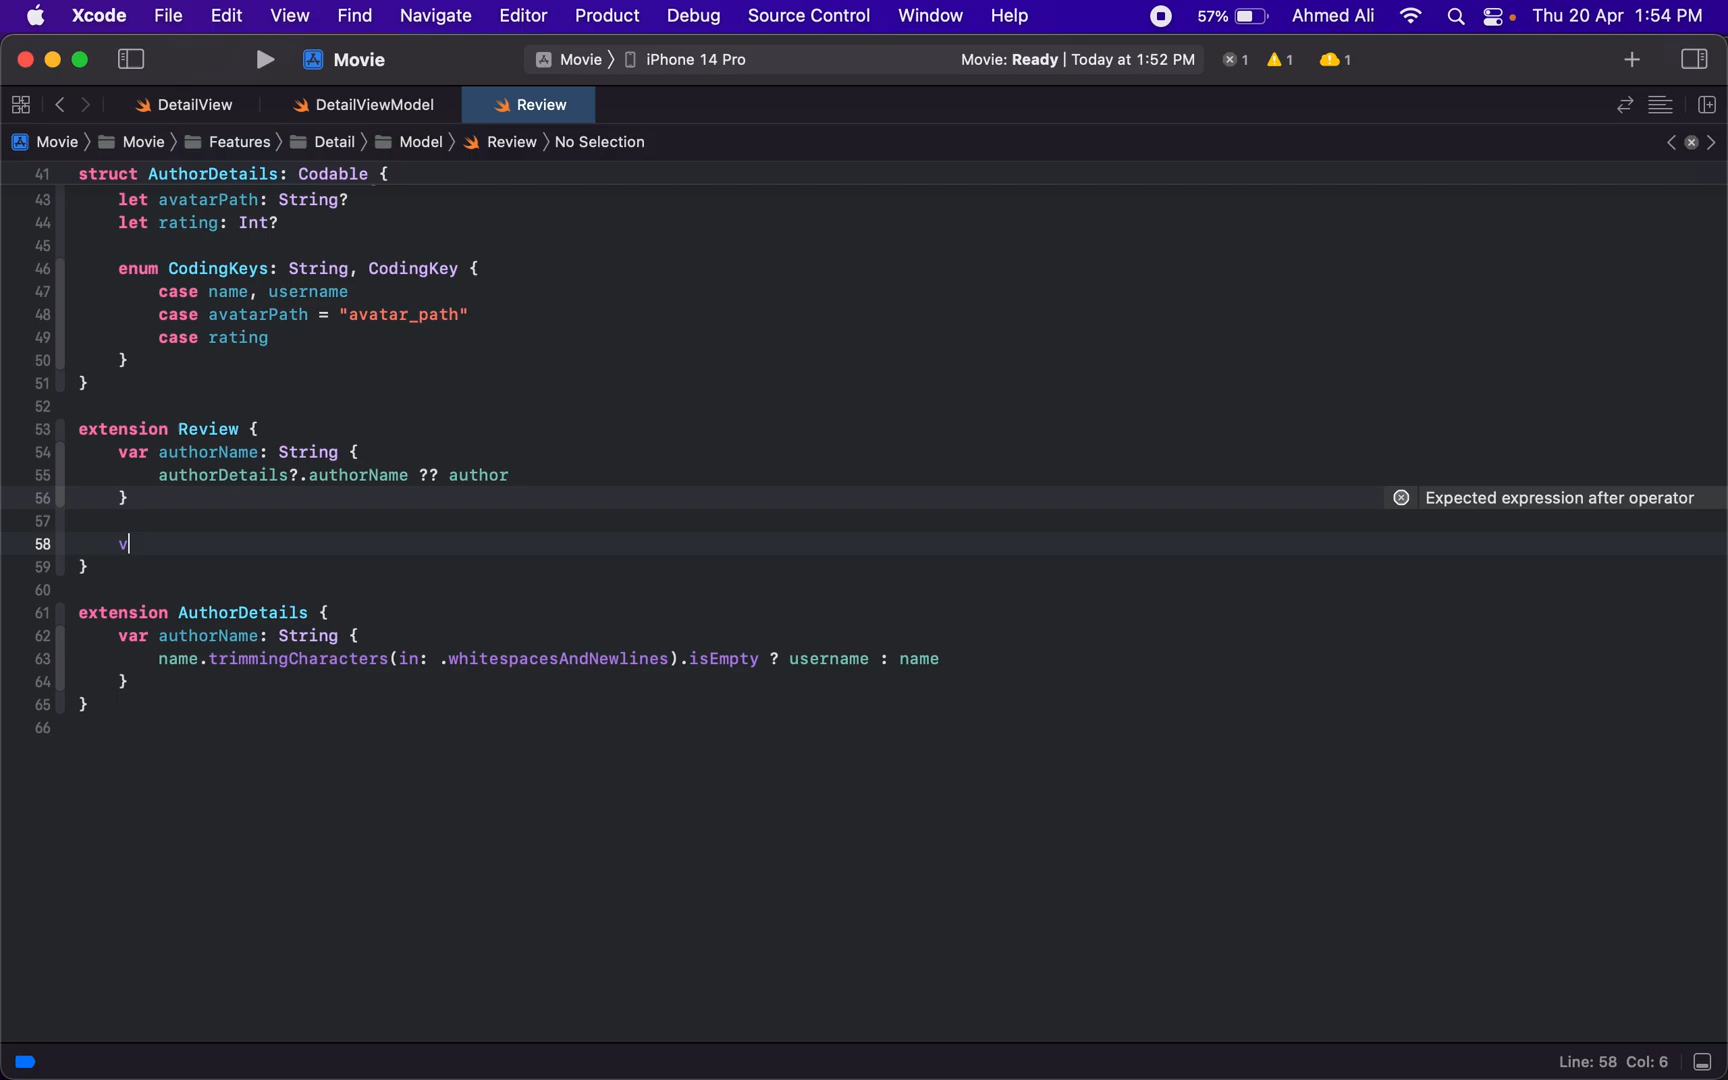 Xcode File Edit View Find Navigate Editor Product Debug Source Control Window Help 57% Ahmed Ali Thu 20 Apr 1:54 PM
Movie Movie iPhone 14 Pro Movie: Ready | Today at 1:52 PM 1 1 1
DetailView DetailViewModel Review
Movie Movie Features Detail Model Review No Selection
41 struct AuthorDetails: Codable {
43 let avatarPath: String?
44 let rating: Int?
45
46 enum CodingKeys: String, CodingKey {
47 case name, username
48 case avatarPath = "avatar_path"
49 case rating
50 }
51 }
52
53 extension Review {
54 var authorName: String {
55 authorDetails?.authorName ?? author
56 } Expected expression after operator
57
58 v
59 }
60
61 extension AuthorDetails {
62 var authorName: String {
63 name.trimmingCharacters(in: .whitespacesAndNewlines).isEmpty ? username : name
64 }
65 }
66
Line: 58 Col: 6